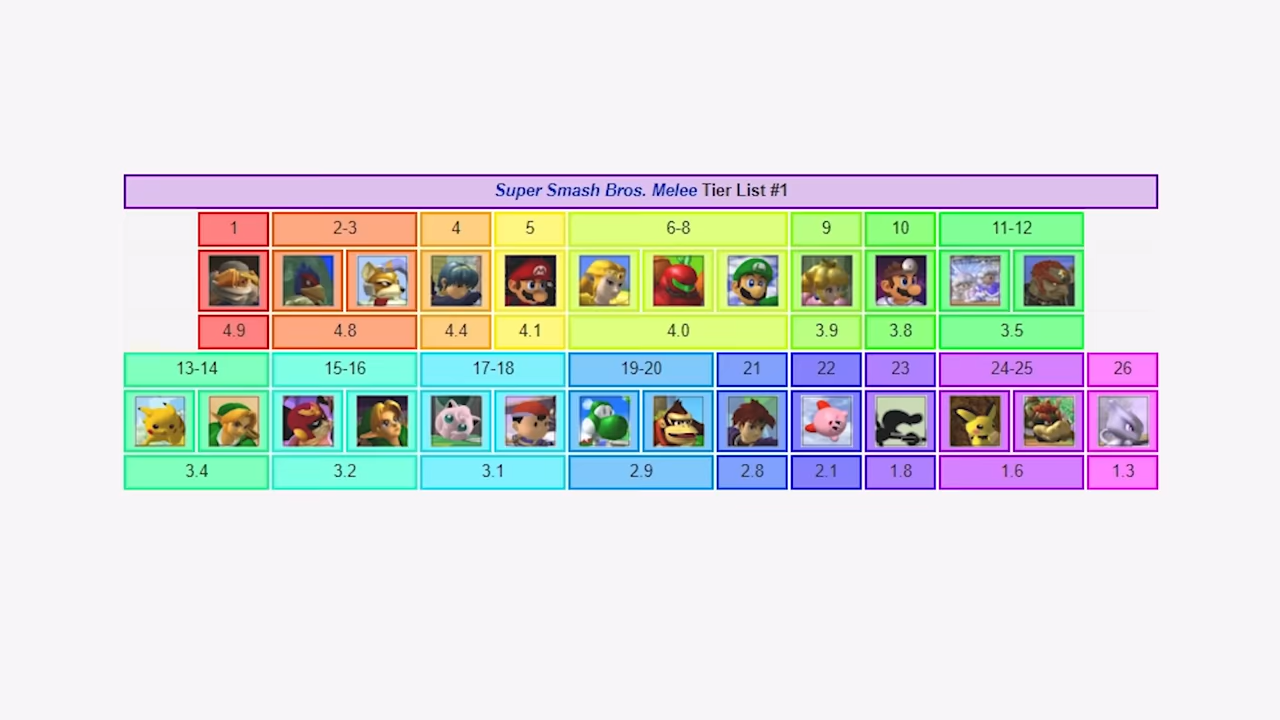 Super Smash Bros. Melee Tier List #1
1 2-3 4 5 6-8 9 10 11-12
4.9 4.8 4.4 4.1 4.0 3.9 3.8 3.5
13-14 15-16 17-18 19-20 21 22 23 24-25 26
3.4 3.2 3.1 2.9 2.8 2.1 1.8 1.6 1.3